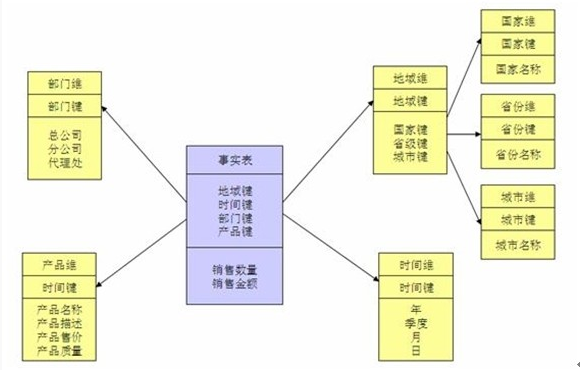 部门维
部门键
总公司
分公司
代理处
事实表
地域键
时间键
部门键
产品键
销售数量
销售金额
产品维
时间键
产品名称
产品描述
产品售价
产品质量
地域维
地域键
国家键
省级键
城市键
国家维
国家键
国家名称
省份维
省份键
省份名称
城市维
城市键
城市名称
时间维
时间键
年
季度
月
日